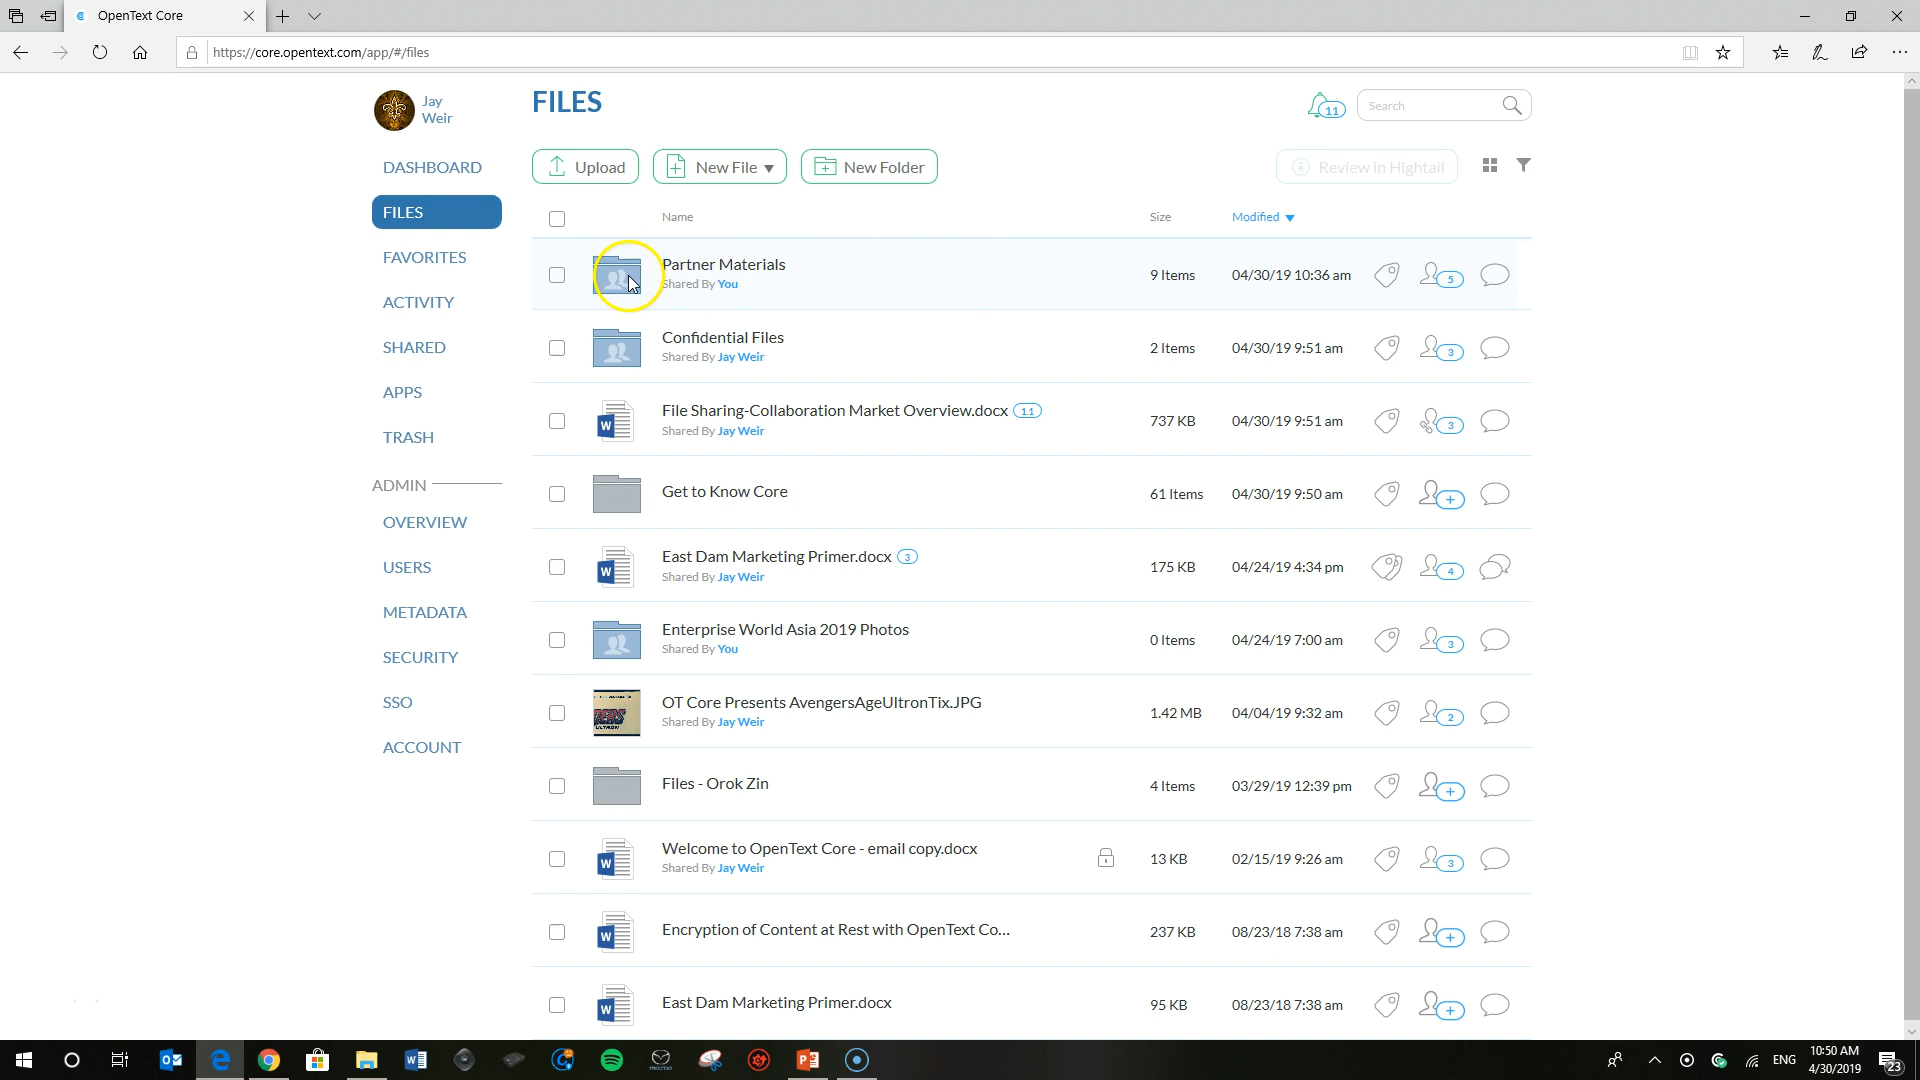 OpenText Core
https://core.opentext.com/app/#/files
Jay
Weir
FILES
11
Search
DASHBOARD
FILES
FAVORITES
ACTIVITY
SHARED
APPS
TRASH
ADMIN
OVERVIEW
USERS
METADATA
SECURITY
SSO
ACCOUNT
Upload
New File
New Folder
Review in Hightail
Name Size Modified
Partner Materials
Shared By You
9 Items 04/30/19 10:36 am 5
Confidential Files
Shared By Jay Weir
2 Items 04/30/19 9:51 am 3
File Sharing-Collaboration Market Overview.docx 11
Shared By Jay Weir
737 KB 04/30/19 9:51 am 3
Get to Know Core
61 Items 04/30/19 9:50 am +
East Dam Marketing Primer.docx 3
Shared By Jay Weir
175 KB 04/24/19 4:34 pm 4
Enterprise World Asia 2019 Photos
Shared By You
0 Items 04/24/19 7:00 am 3
OT Core Presents AvengersAgeUltronTix.JPG
Shared By Jay Weir
1.42 MB 04/04/19 9:32 am 2
Files - Orok Zin
4 Items 03/29/19 12:39 pm +
Welcome to OpenText Core - email copy.docx
Shared By Jay Weir
13 KB 02/15/19 9:26 am 3
Encryption of Content at Rest with OpenText Co...
237 KB 08/23/18 7:38 am +
East Dam Marketing Primer.docx
95 KB 08/23/18 7:38 am +
ENG
10:50 AM
4/30/2019
23